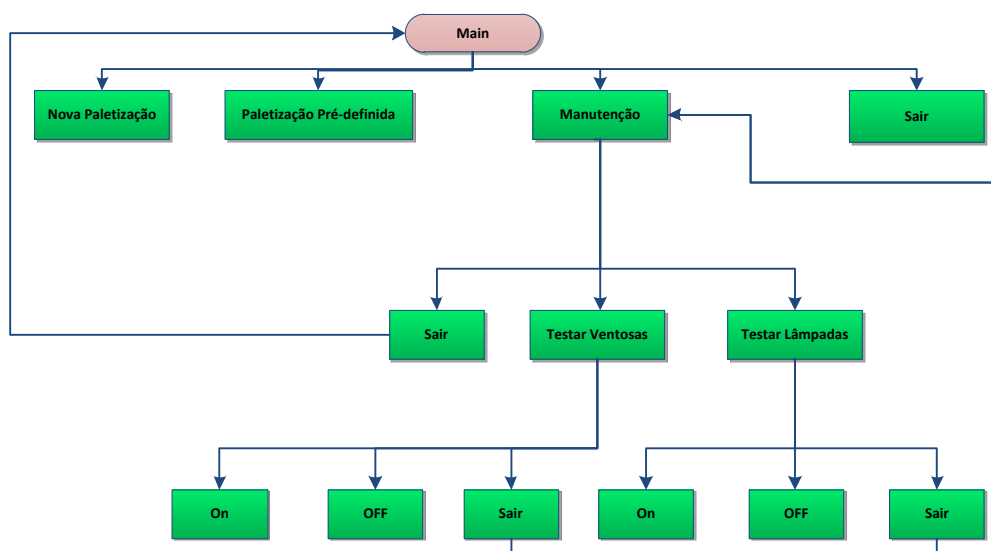 Main
Nova Paletização
Paletização Pré-definida
Manutenção
Sair
Sair
Testar Ventosas
Testar Lâmpadas
On
OFF
Sair
On
OFF
Sair